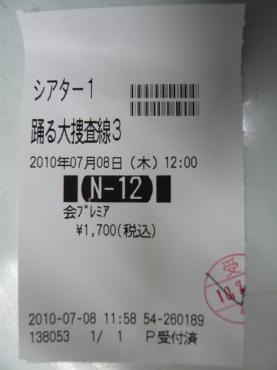 シアター1
踊る大捜査線3
2010年07月08日(木)12:00
(N-12)
会プレミア
¥1,700(税込)
受
2010-07-08 11:58 54-260189
138053 1/ 1 P受付済